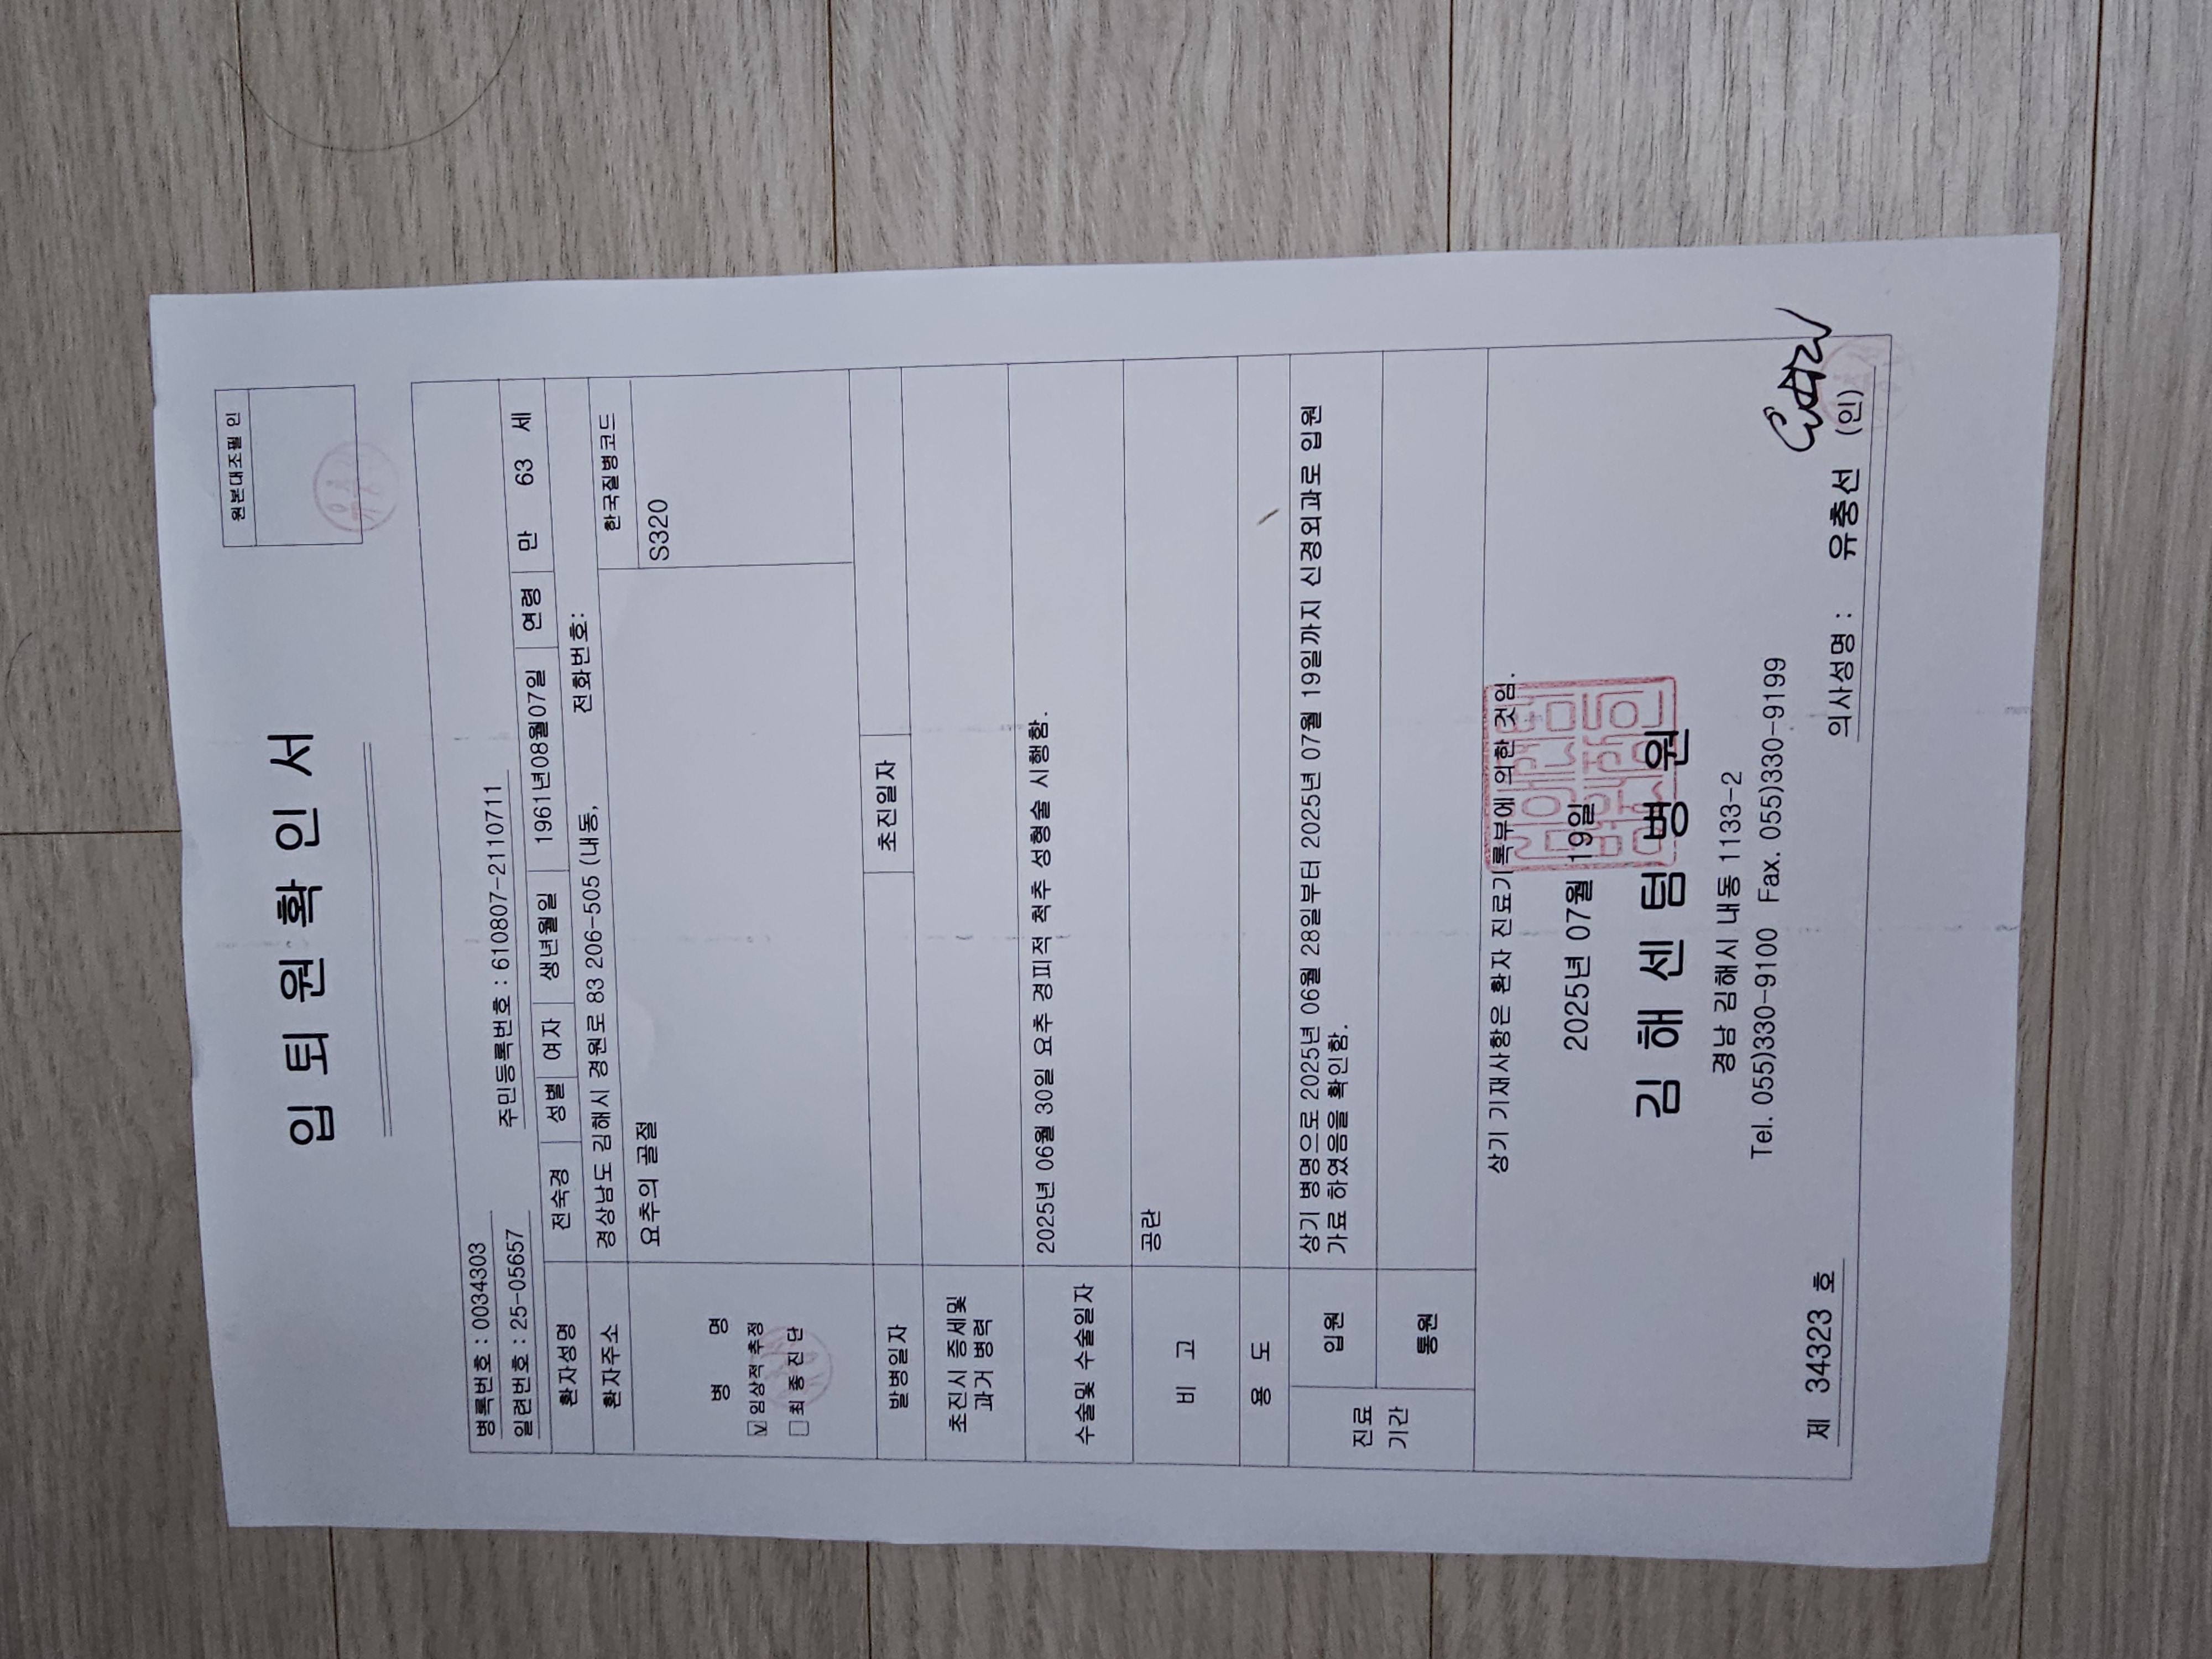 입 퇴 원 확 인 서
원본대조필 인
병록번호 : 0034303
일련번호 : 25-05657
주민등록번호 : 610807-2110711
환자성명 전숙경 성별 여자 생년월일 1961년08월07일 연령 만 63 세
환자주소 경상남도 김해시 경원로 83 206-505 (내동, 전화번호:
병 명
☑ 임상적 추정
☐ 최 종 진 단
요추의 골절
한국질병코드
S320
발병일자 초진일자
초진시 증세및
과거 병력
수술및 수술일자 2025년 06월 30일 요추 경피적 척추 성형술 시행함.
비 고 공란
용 도
진료
기간
입원 상기 병명으로 2025년 06월 28일부터 2025년 07월 19일까지 신경외과로 입원
가료 하였음을 확인함.
통원
상기 기재사항은 환자 진료기록부에 의한 것임.
2025년 07월 19일
김 해 센 텀 병 원
경남 김해시 내동 1133-2
Tel. 055)330-9100 Fax. 055)330-9199
제 34323 호
의사성명 : 유충선 (인)